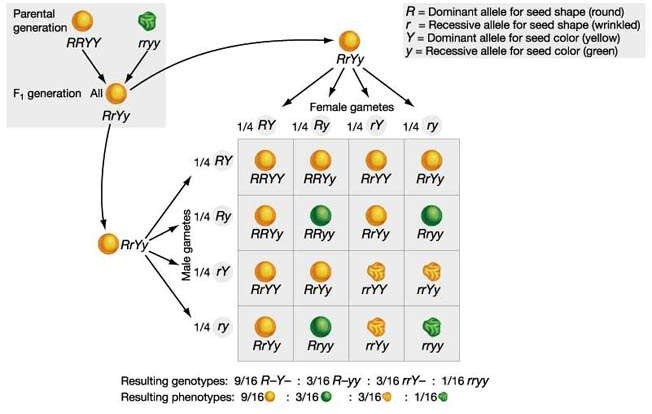 Parental generation
RRYY rryy
F1 generation All
RrYy
R = Dominant allele for seed shape (round)
r = Recessive allele for seed shape (wrinkled)
Y = Dominant allele for seed color (yellow)
y = Recessive allele for seed color (green)
RrYy
Female gametes
1/4 RY 1/4 Ry 1/4 rY 1/4 ry
Male gametes
RrYy
1/4 RY
RRYY RRYy RrYY RrYy
1/4 Ry
RRYy RRyy RrYy Rryy
1/4 rY
RrYY RrYy rrYY rrYy
1/4 ry
RrYy Rryy rrYy rryy
Resulting genotypes: 9/16 R–Y– : 3/16 R–yy : 3/16 rrY– : 1/16 rryy
Resulting phenotypes: 9/16 : 3/16 : 3/16 : 1/16